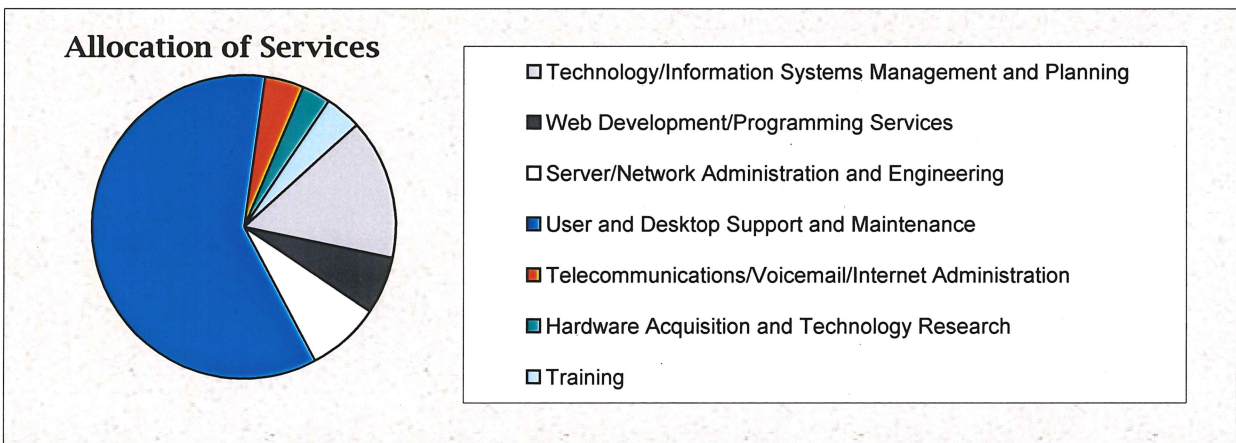 Allocation of Services
Technology/Information Systems Management and Planning
Web Development/Programming Services
Server/Network Administration and Engineering
User and Desktop Support and Maintenance
Telecommunications/Voicemail/Internet Administration
Hardware Acquisition and Technology Research
Training